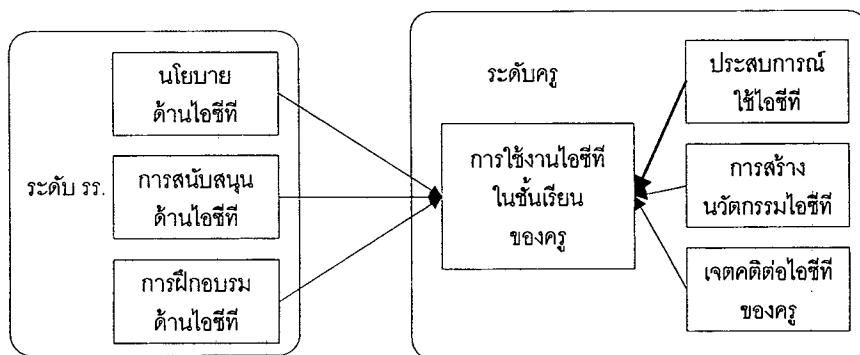 ระดับ รร.
นโยบาย
ด้านไอซีที
การสนับสนุน
ด้านไอซีที
การฝึกอบรม
ด้านไอซีที
ระดับครู
การใช้งานไอซีที
ในชั้นเรียน
ของครู
ประสบการณ์
ใช้ไอซีที
การสร้าง
นวัตกรรมไอซีที
เจตคติต่อไอซีที
ของครู